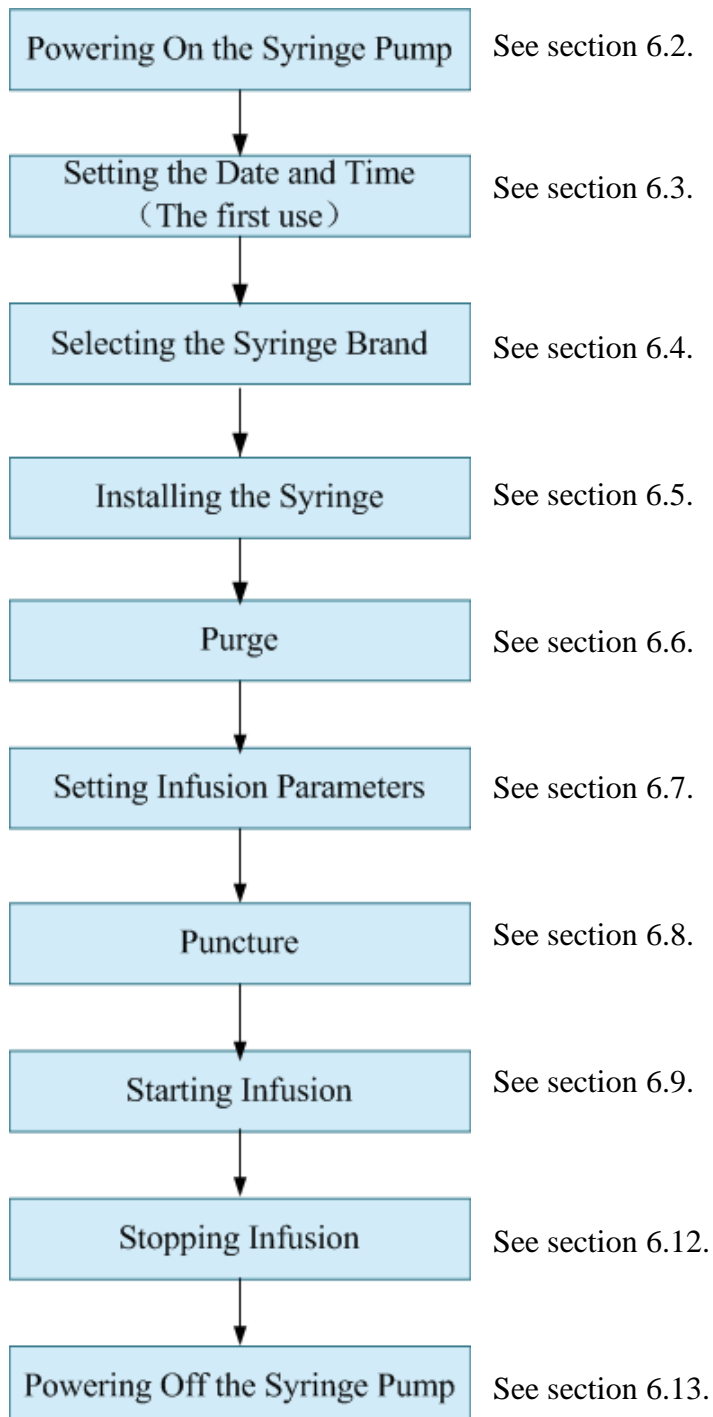 Powering On the Syringe Pump
See section 6.2.
Setting the Date and Time
（The first use）
See section 6.3.
Selecting the Syringe Brand
See section 6.4.
Installing the Syringe
See section 6.5.
Purge
See section 6.6.
Setting Infusion Parameters
See section 6.7.
Puncture
See section 6.8.
Starting Infusion
See section 6.9.
Stopping Infusion
See section 6.12.
Powering Off the Syringe Pump
See section 6.13.